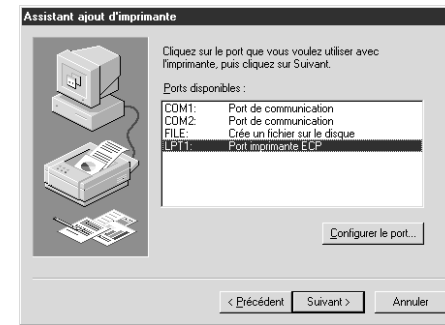 Assistant ajout d'imprimante
Cliquez sur le port que vous voulez utiliser avec
l'imprimante, puis cliquez sur Suivant.
Ports disponibles :
COM1: Port de communication
COM2: Port de communication
FILE: Crée un fichier sur le disque
LPT1: Port imprimante ECP
Configurer le port...
< Précédent Suivant > Annuler